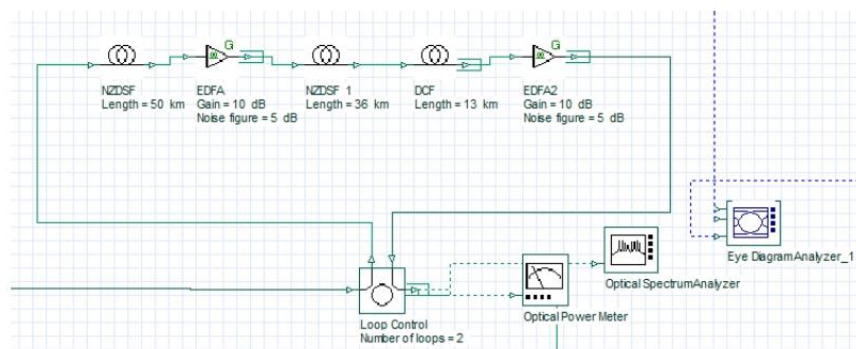 G
G
NZDSF
Length = 50 km
EDFA
Gain = 10 dB
Noise figure = 5 dB
NZDSF_1
Length = 36 km
DCF
Length = 13 km
EDFA2
Gain = 10 dB
Noise figure = 5 dB
Eye Diagram Analyzer_1
Optical Spectrum Analyzer
Optical Power Meter
Loop Control
Number of loops = 2